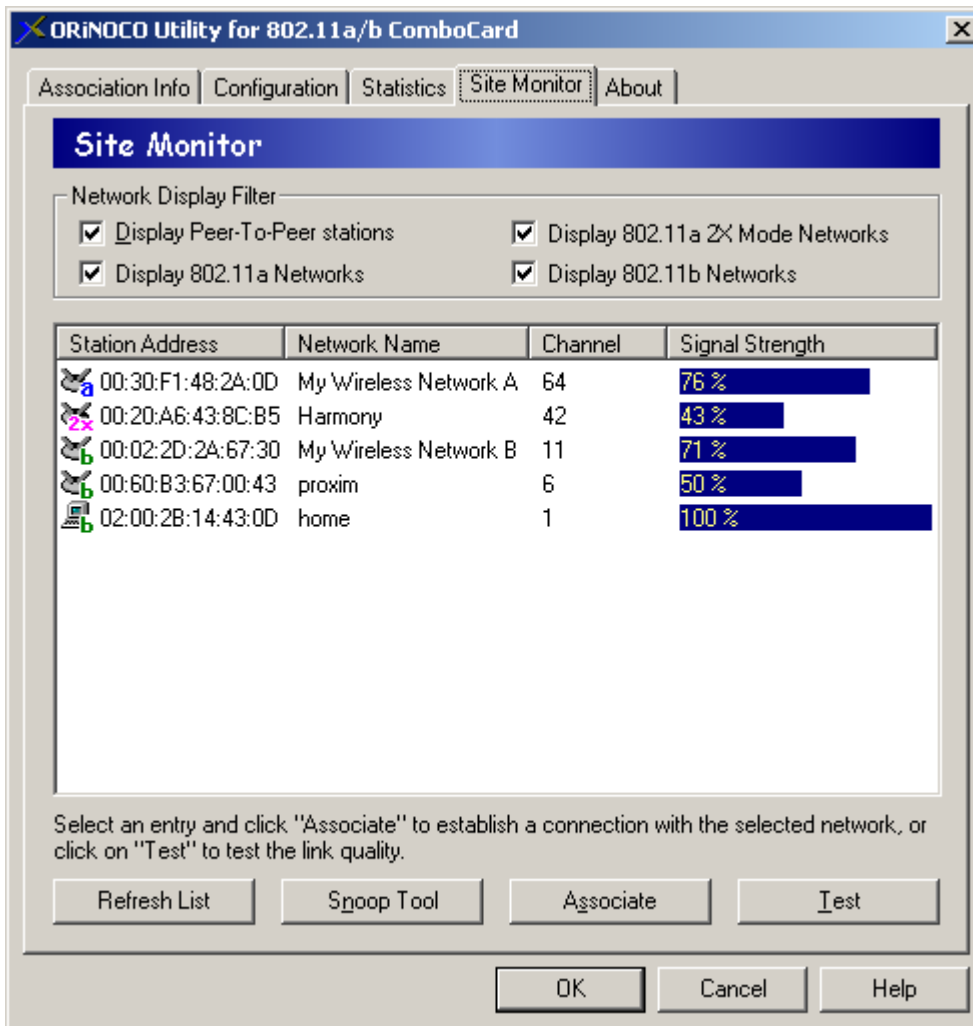 ORiNOCO Utility for 802.11a/b ComboCard
Association Info Configuration Statistics Site Monitor About
Site Monitor
Network Display Filter
Display Peer-To-Peer stations Display 802.11a 2X Mode Networks
Display 802.11a Networks Display 802.11b Networks
Station Address Network Name Channel Signal Strength
a 00:30:F1:48:2A:0D My Wireless Network A 64 76 %
2x 00:20:A6:43:8C:B5 Harmony 42 43 %
b 00:02:2D:2A:67:30 My Wireless Network B 11 71 %
b 00:60:B3:67:00:43 proxim 6 50 %
b 02:00:2B:14:43:0D home 1 100 %
Select an entry and click "Associate" to establish a connection with the selected network, or
click on "Test" to test the link quality.
Refresh List Snoop Tool Associate Test
OK Cancel Help